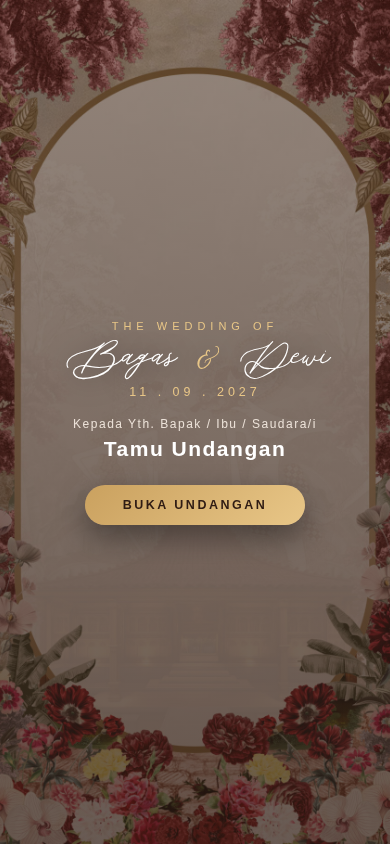 THE WEDDING OF
Bagas & Dewi
11 . 09 . 2027
Kepada Yth. Bapak / Ibu / Saudara/i
Tamu Undangan
BUKA UNDANGAN